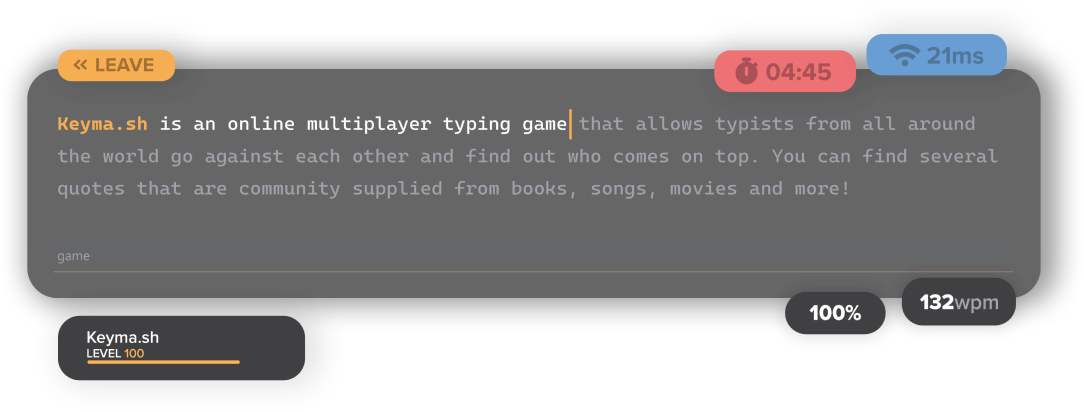 « LEAVE
04:45
21ms
Keyma.sh is an online multiplayer typing game that allows typists from all around
the world go against each other and find out who comes on top. You can find several
quotes that are community supplied from books, songs, movies and more!
game
100%
132wpm
Keyma.sh
LEVEL 100